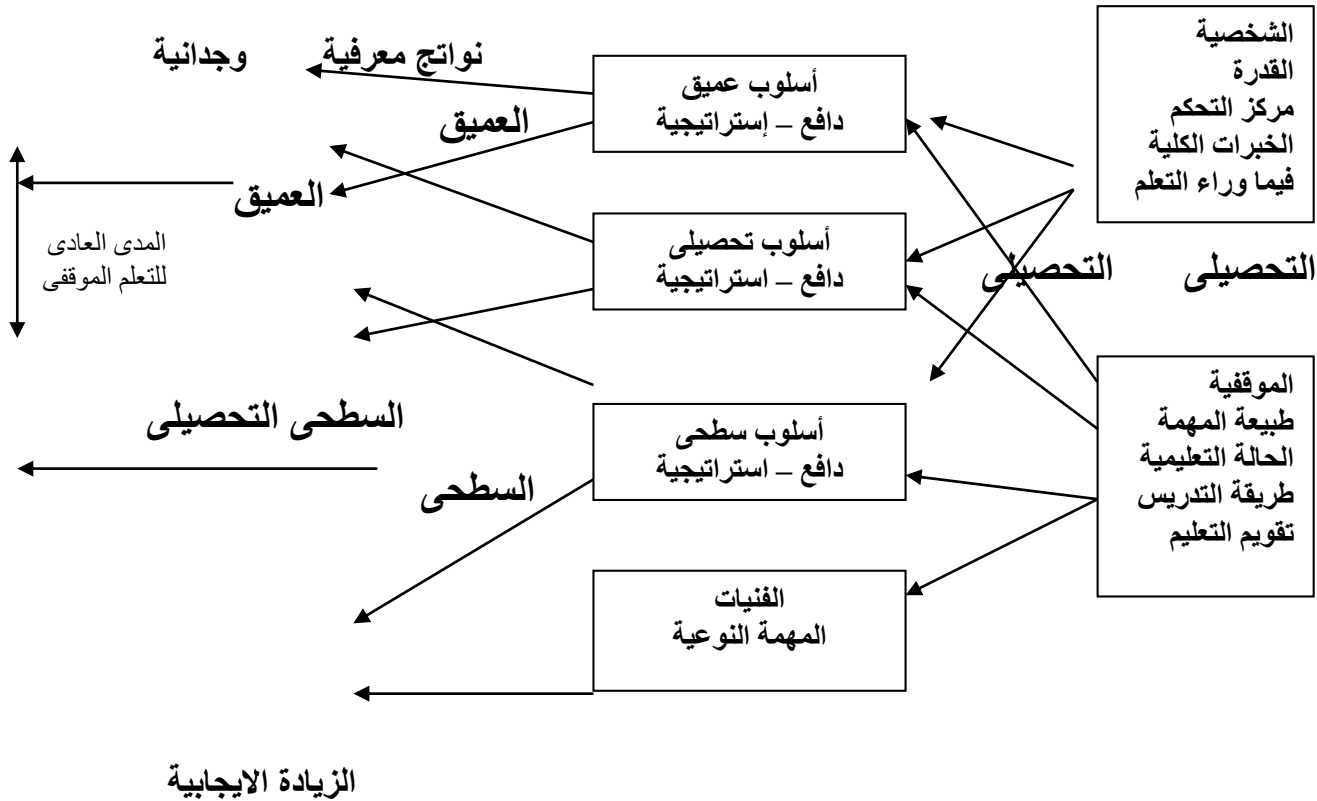 الشخصية
القدرة
مركز التحكم
الخبرات الكلية
فيما وراء التعلم
التحصيلى
التحصيلى
الموقفية
طبيعة المهمة
الحالة التعليمية
طريقة التدريس
تقويم التعليم
أسلوب عميق
دافع – إستراتيجية
أسلوب تحصيلى
دافع – استراتيجية
أسلوب سطحى
دافع – استراتيجية
الفنيات
المهمة النوعية
نواتج معرفية وجدانية
العميق
العميق
المدى العادى
للتعلم الموقفى
السطحى التحصيلى
السطحى
الزيادة الايجابية